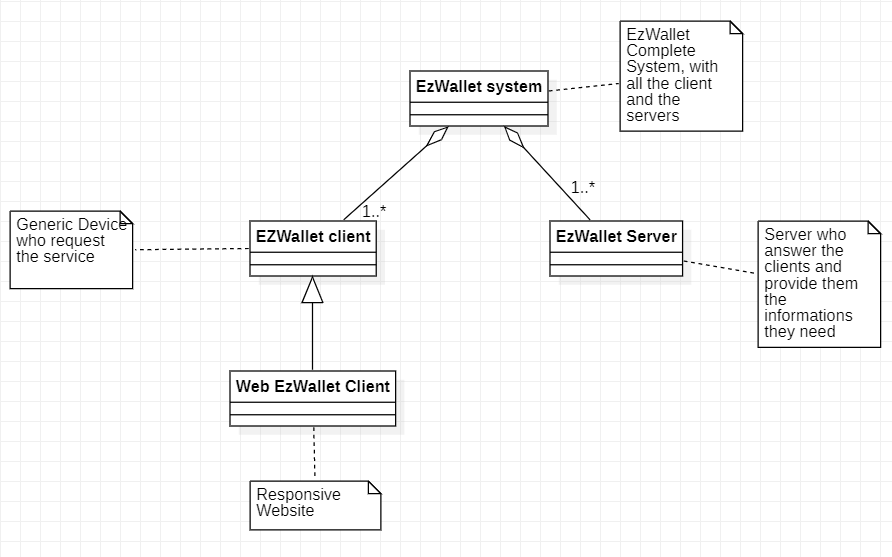 EzWallet
Complete
System, with
all the client
and the
servers
EzWallet system
1..*
1..*
Generic Device
who request
the service
EZWallet client
EzWallet Server
Server who
answer the
clients and
provide them
the
informations
they need
Web EzWallet Client
Responsive
Website